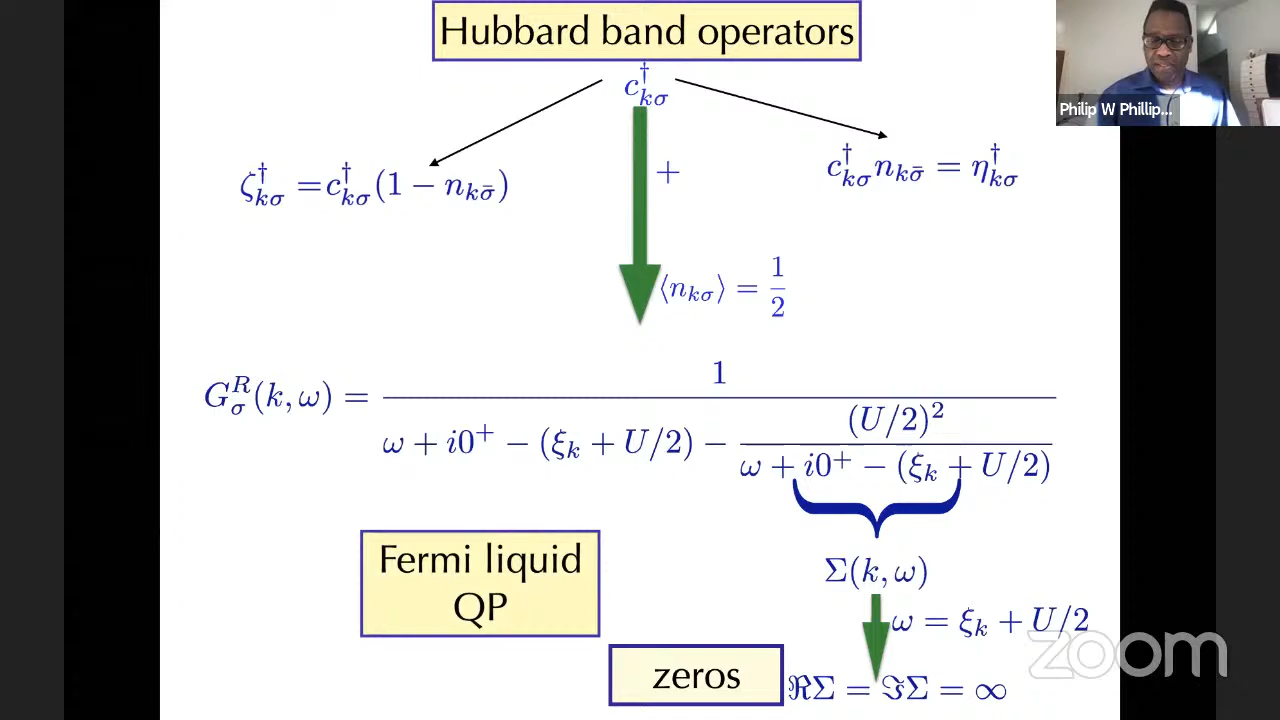 Hubbard band operators
Philip W Phillip...
c†kσ
ζ†kσ = c†kσ(1 − nkσ̄)
+
c†kσ nkσ̄ = η†kσ
⟨nkσ⟩ = 1/2
GRσ(k, ω) = 1 / (ω + i0+ − (ξk + U/2) − (U/2)2 / (ω + i0+ − (ξk + U/2)))
Fermi liquid
QP
Σ(k, ω)
ω = ξk + U/2
zoom
zeros
ℜΣ = ℑΣ = ∞